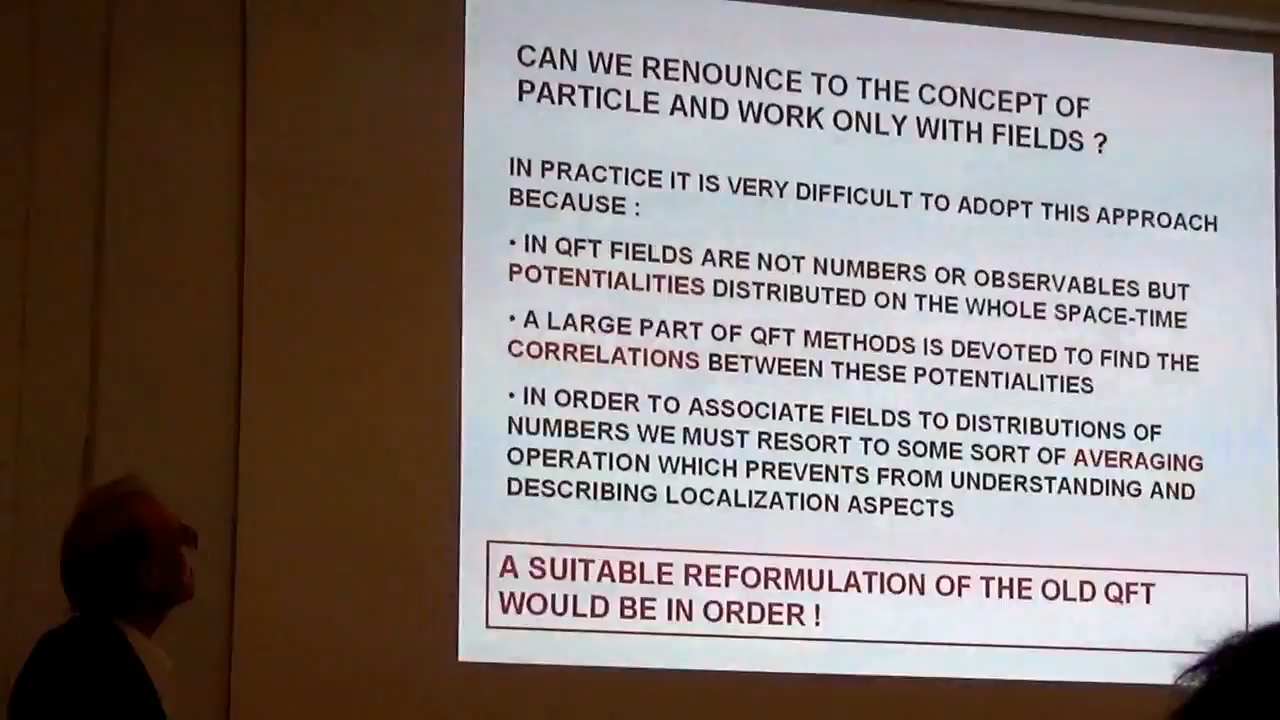 CAN WE RENOUNCE TO THE CONCEPT OF
PARTICLE AND WORK ONLY WITH FIELDS ?
IN PRACTICE IT IS VERY DIFFICULT TO ADOPT THIS APPROACH
BECAUSE :
• IN QFT FIELDS ARE NOT NUMBERS OR OBSERVABLES BUT
POTENTIALITIES DISTRIBUTED ON THE WHOLE SPACE-TIME
• A LARGE PART OF QFT METHODS IS DEVOTED TO FIND THE
CORRELATIONS BETWEEN THESE POTENTIALITIES
• IN ORDER TO ASSOCIATE FIELDS TO DISTRIBUTIONS OF
NUMBERS WE MUST RESORT TO SOME SORT OF AVERAGING
OPERATION WHICH PREVENTS FROM UNDERSTANDING AND
DESCRIBING LOCALIZATION ASPECTS
A SUITABLE REFORMULATION OF THE OLD QFT
WOULD BE IN ORDER !